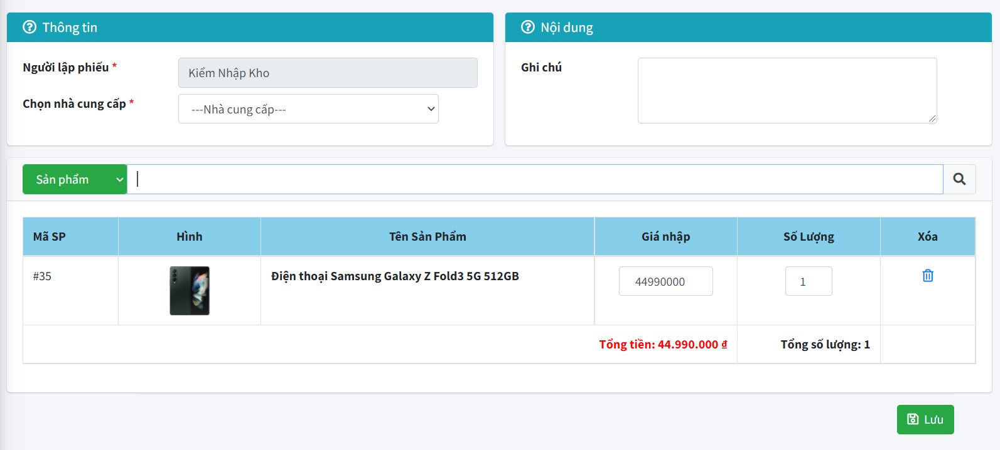 Thông tin
Người lập phiếu *
Kiểm Nhập Kho
Chọn nhà cung cấp *
---Nhà cung cấp---
Nội dung
Ghi chú
Sản phẩm
Mã SP Hình Tên Sản Phẩm Giá nhập Số Lượng Xóa
#35 Điện thoại Samsung Galaxy Z Fold3 5G 512GB 44990000 1
Tổng tiền: 44.990.000 ₫ Tổng số lượng: 1
Lưu